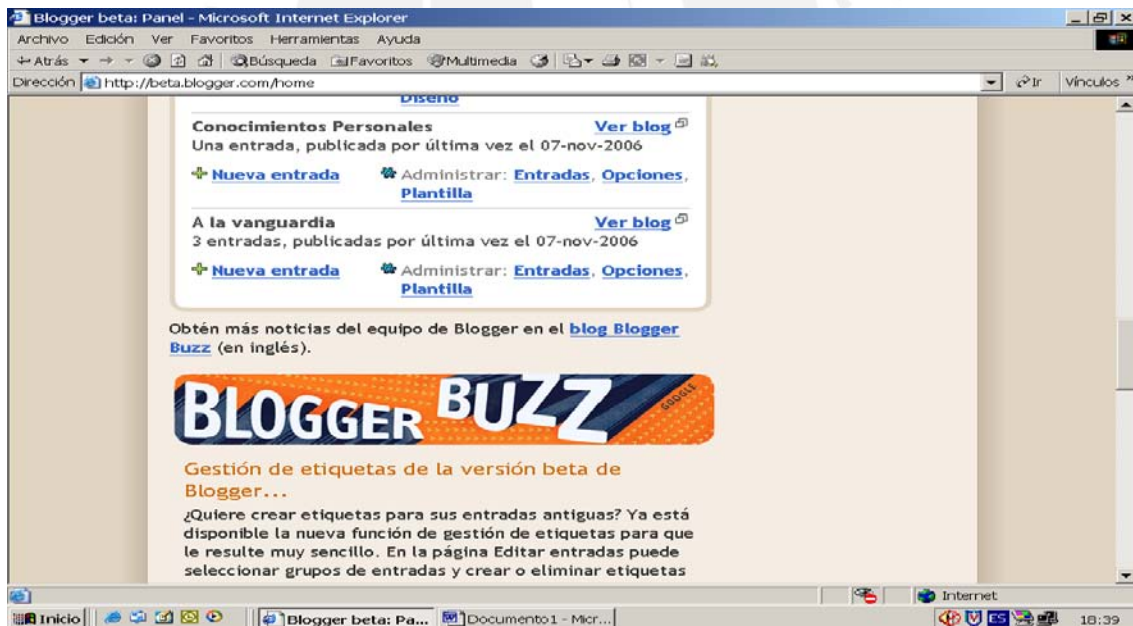 Blogger beta: Panel - Microsoft Internet Explorer
Archivo Edición Ver Favoritos Herramientas Ayuda
Atrás Búsqueda Favoritos Multimedia
Dirección http://beta.blogger.com/home Ir Vínculos »
Diseño
Conocimientos Personales Ver blog
Una entrada, publicada por última vez el 07-nov-2006
Nueva entrada Administrar: Entradas, Opciones,
Plantilla
A la vanguardia Ver blog
3 entradas, publicadas por última vez el 07-nov-2006
Nueva entrada Administrar: Entradas, Opciones,
Plantilla
Obtén más noticias del equipo de Blogger en el blog Blogger
Buzz (en inglés).
BLOGGER BUZZ GOOGLE
Gestión de etiquetas de la versión beta de
Blogger...
¿Quiere crear etiquetas para sus entradas antiguas? Ya está
disponible la nueva función de gestión de etiquetas para que
le resulte muy sencillo. En la página Editar entradas puede
seleccionar grupos de entradas y crear o eliminar etiquetas
Internet
Inicio Blogger beta: Pa... Documento1 - Micr... ES 18:39